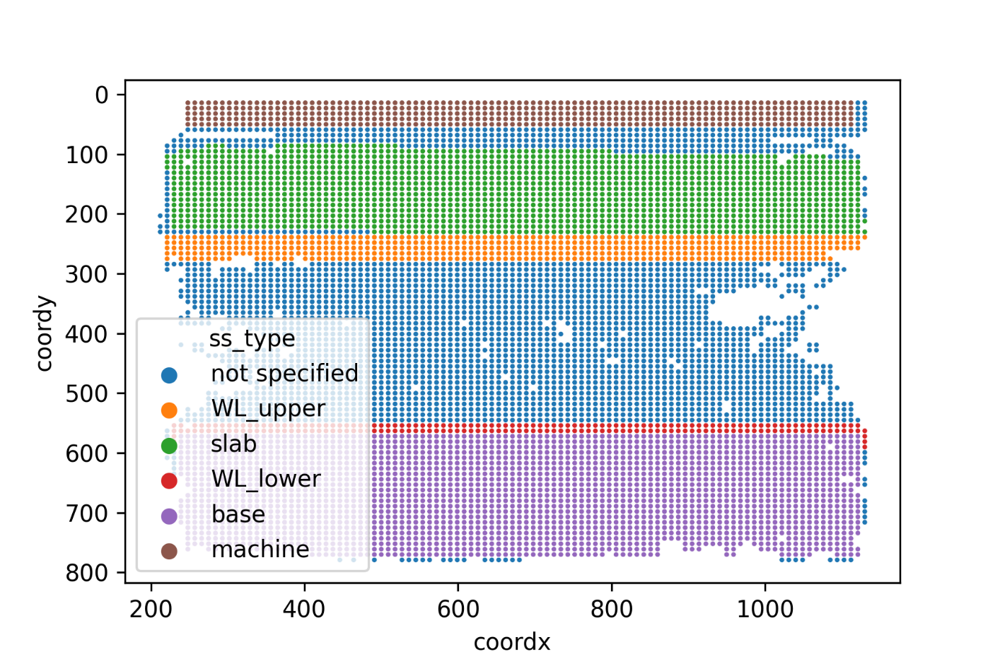 0
100
200
300
400
500
600
700
800
coordy
ss_type
not specified
WL_upper
slab
WL_lower
base
machine
200 400 600 800 1000
coordx